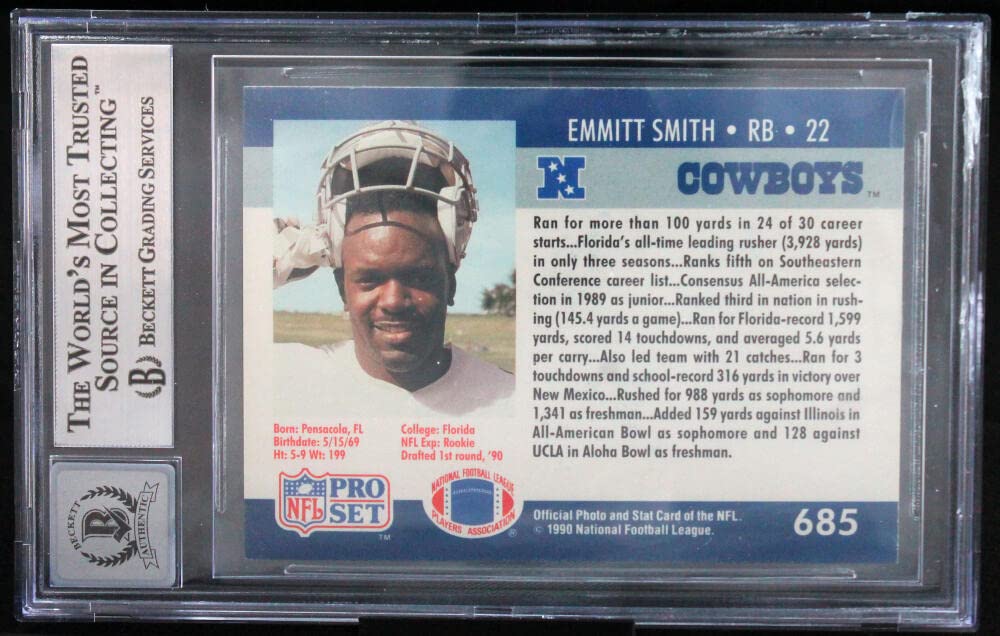 THE WORLD'S MOST TRUSTED
SOURCE IN COLLECTING™
BECKETT GRADING SERVICES
B
BECKETT
B
AUTHENTIC
EMMITT SMITH • RB • 22
N
COWBOYS™
Ran for more than 100 yards in 24 of 30 career
starts...Florida's all-time leading rusher (3,928 yards)
in only three seasons...Ranks fifth on Southeastern
Conference career list...Consensus All-America selec-
tion in 1989 as junior...Ranked third in nation in rush-
ing (145.4 yards a game)...Ran for Florida-record 1,599
yards, scored 14 touchdowns, and averaged 5.6 yards
per carry...Also led team with 21 catches...Ran for 3
touchdowns and school-record 316 yards in victory over
New Mexico...Rushed for 988 yards as sophomore and
1,341 as freshman...Added 159 yards against Illinois in
All-American Bowl as sophomore and 128 against
UCLA in Aloha Bowl as freshman.
Born: Pensacola, FL
Birthdate: 5/15/69
Ht: 5-9 Wt: 199
College: Florida
NFL Exp: Rookie
Drafted 1st round, '90
NFL PRO SET™
NATIONAL FOOTBALL LEAGUE
PLAYERS ASSOCIATION
Official Photo and Stat Card of the NFL.
© 1990 National Football League.
685